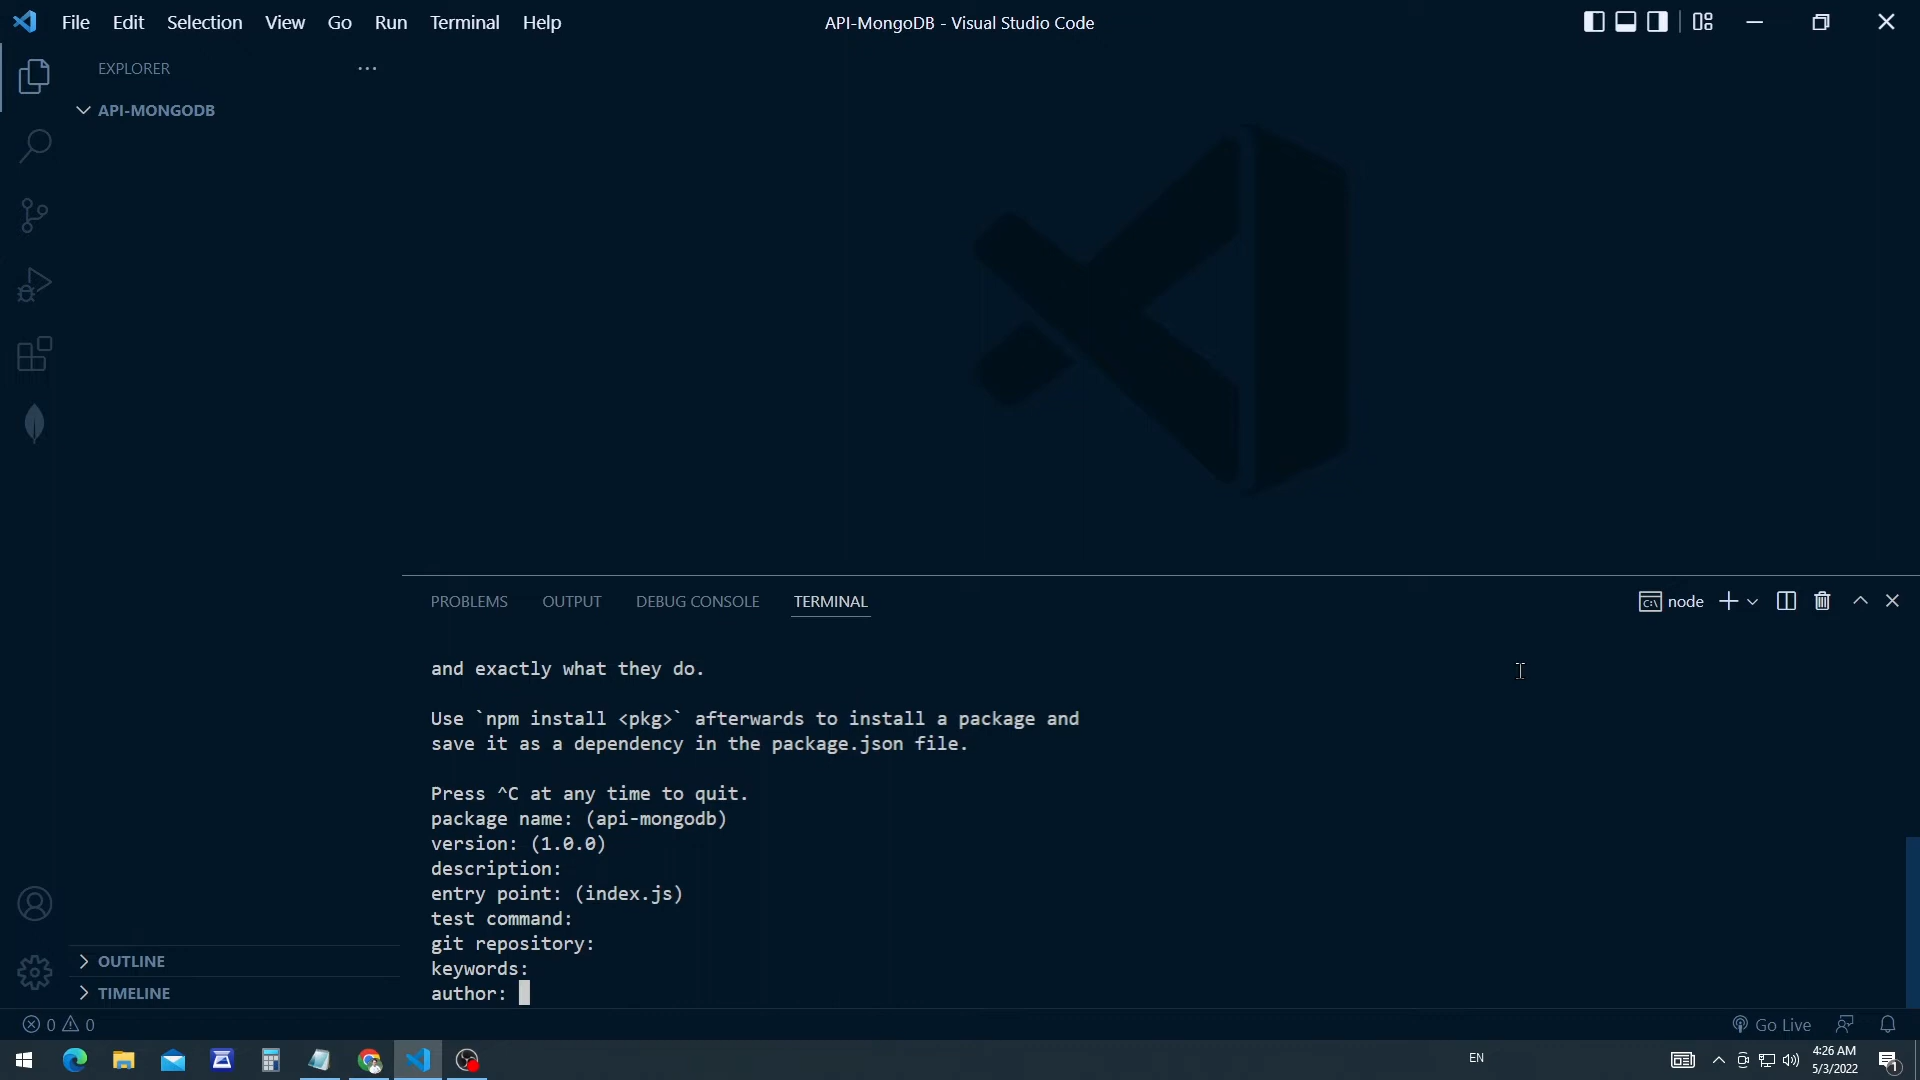 File Edit Selection View Go Run Terminal Help
API-MongoDB - Visual Studio Code
EXPLORER
API-MONGODB
PROBLEMS OUTPUT DEBUG CONSOLE TERMINAL
node
and exactly what they do.
Use `npm install <pkg>` afterwards to install a package and
save it as a dependency in the package.json file.
Press ^C at any time to quit.
package name: (api-mongodb)
version: (1.0.0)
description:
entry point: (index.js)
test command:
git repository:
keywords:
author:
OUTLINE
TIMELINE
0 0
Go Live
EN
4:26 AM
5/3/2022
1